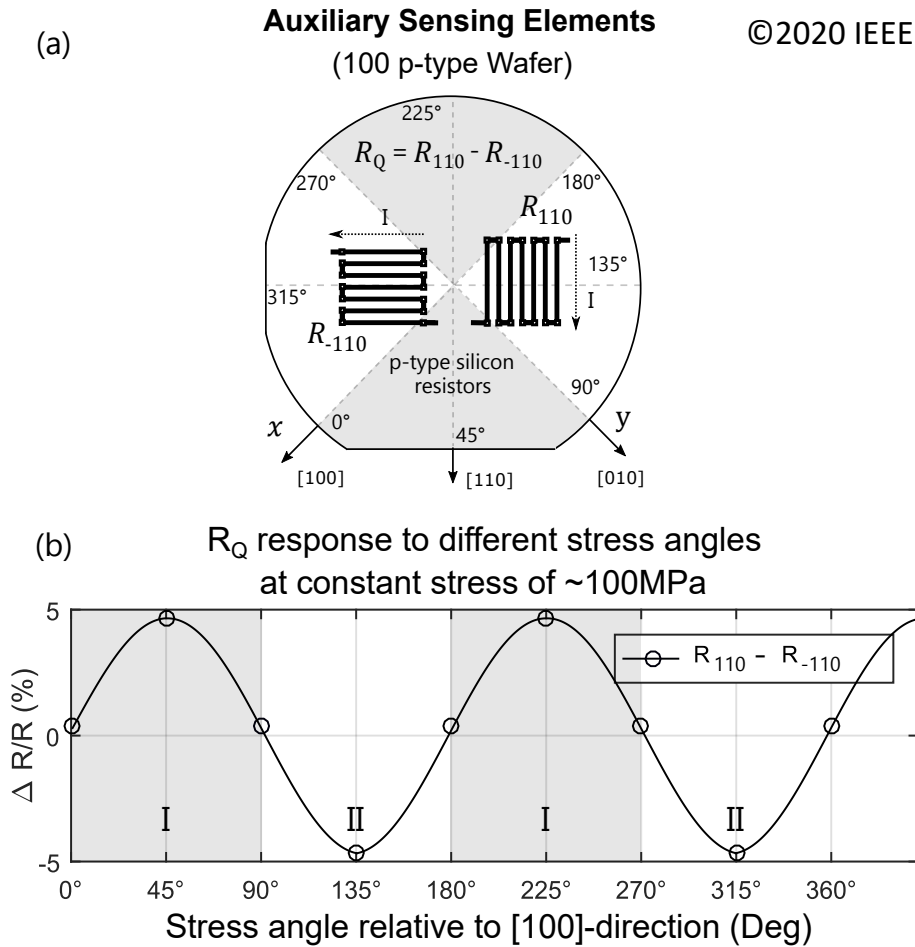 (a)
Auxiliary Sensing Elements
©2020 IEEE
(100 p-type Wafer)
225°
R_Q = R_110 - R_-110
270°
180°
R_110
I
135°
I
315°
R_-110
p-type silicon
resistors
90°
0°
x
y
45°
[100]
[110]
[010]
(b)
R_Q response to different stress angles
at constant stress of ~100MPa
5
R_110 - R_-110
0
Δ R/R (%)
I
II
I
II
-5
0°
45°
90°
135°
180°
225°
270°
315°
360°
Stress angle relative to [100]-direction (Deg)